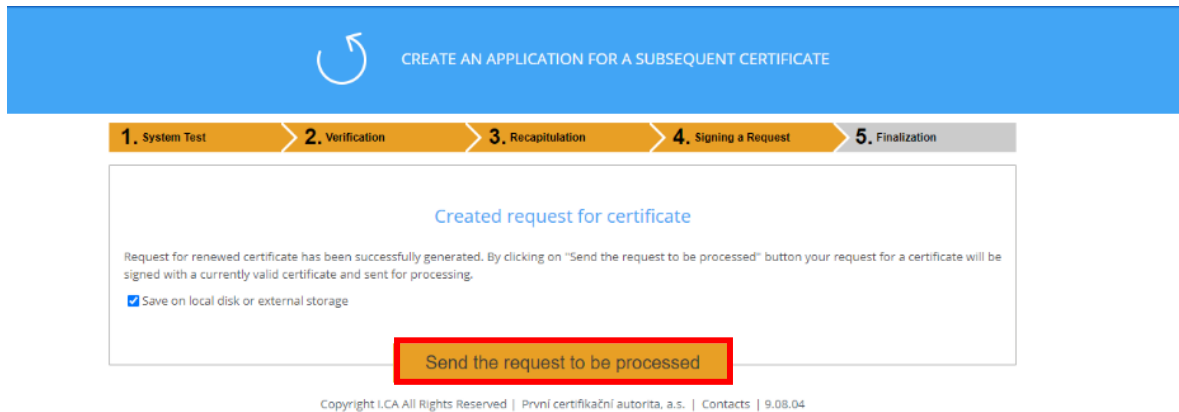 CREATE AN APPLICATION FOR A SUBSEQUENT CERTIFICATE
1. System Test 2. Verification 3. Recapitulation 4. Signing a Request 5. Finalization
Created request for certificate
Request for renewed certificate has been successfully generated. By clicking on "Send the request to be processed" button your request for a certificate will be
signed with a currently valid certificate and sent for processing.
Save on local disk or external storage
Send the request to be processed
Copyright I.CA All Rights Reserved | První certifikační autorita, a.s. | Contacts | 9.08.04